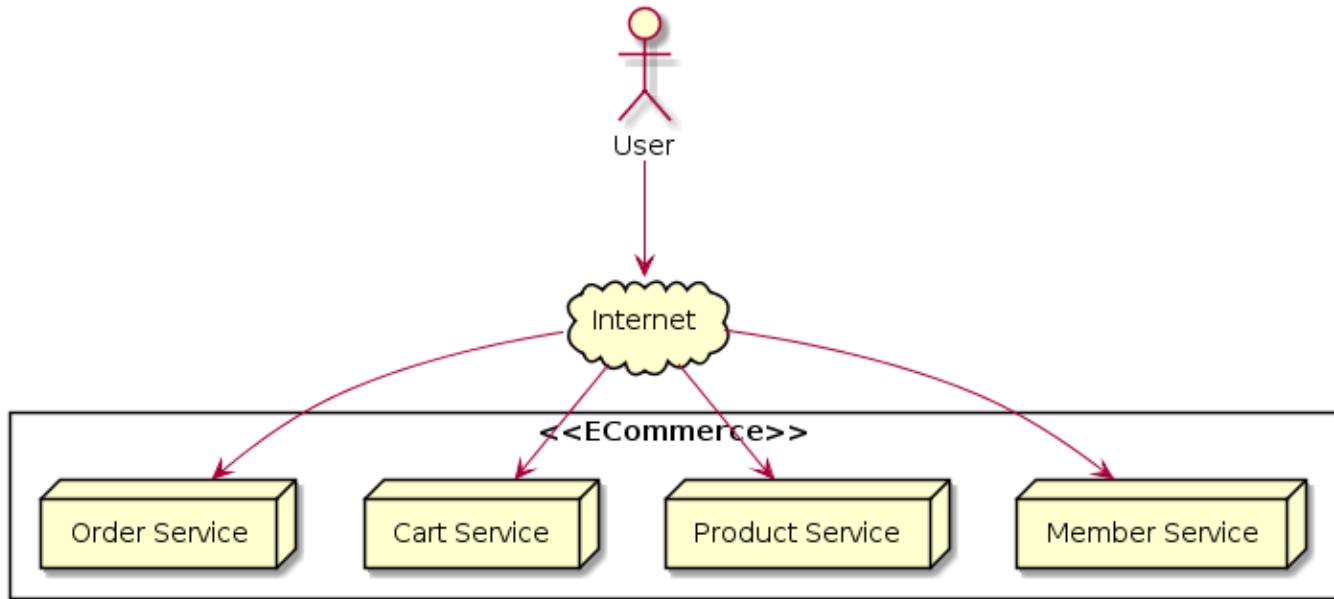 User
Internet
<<ECommerce>>
Order Service
Cart Service
Product Service
Member Service